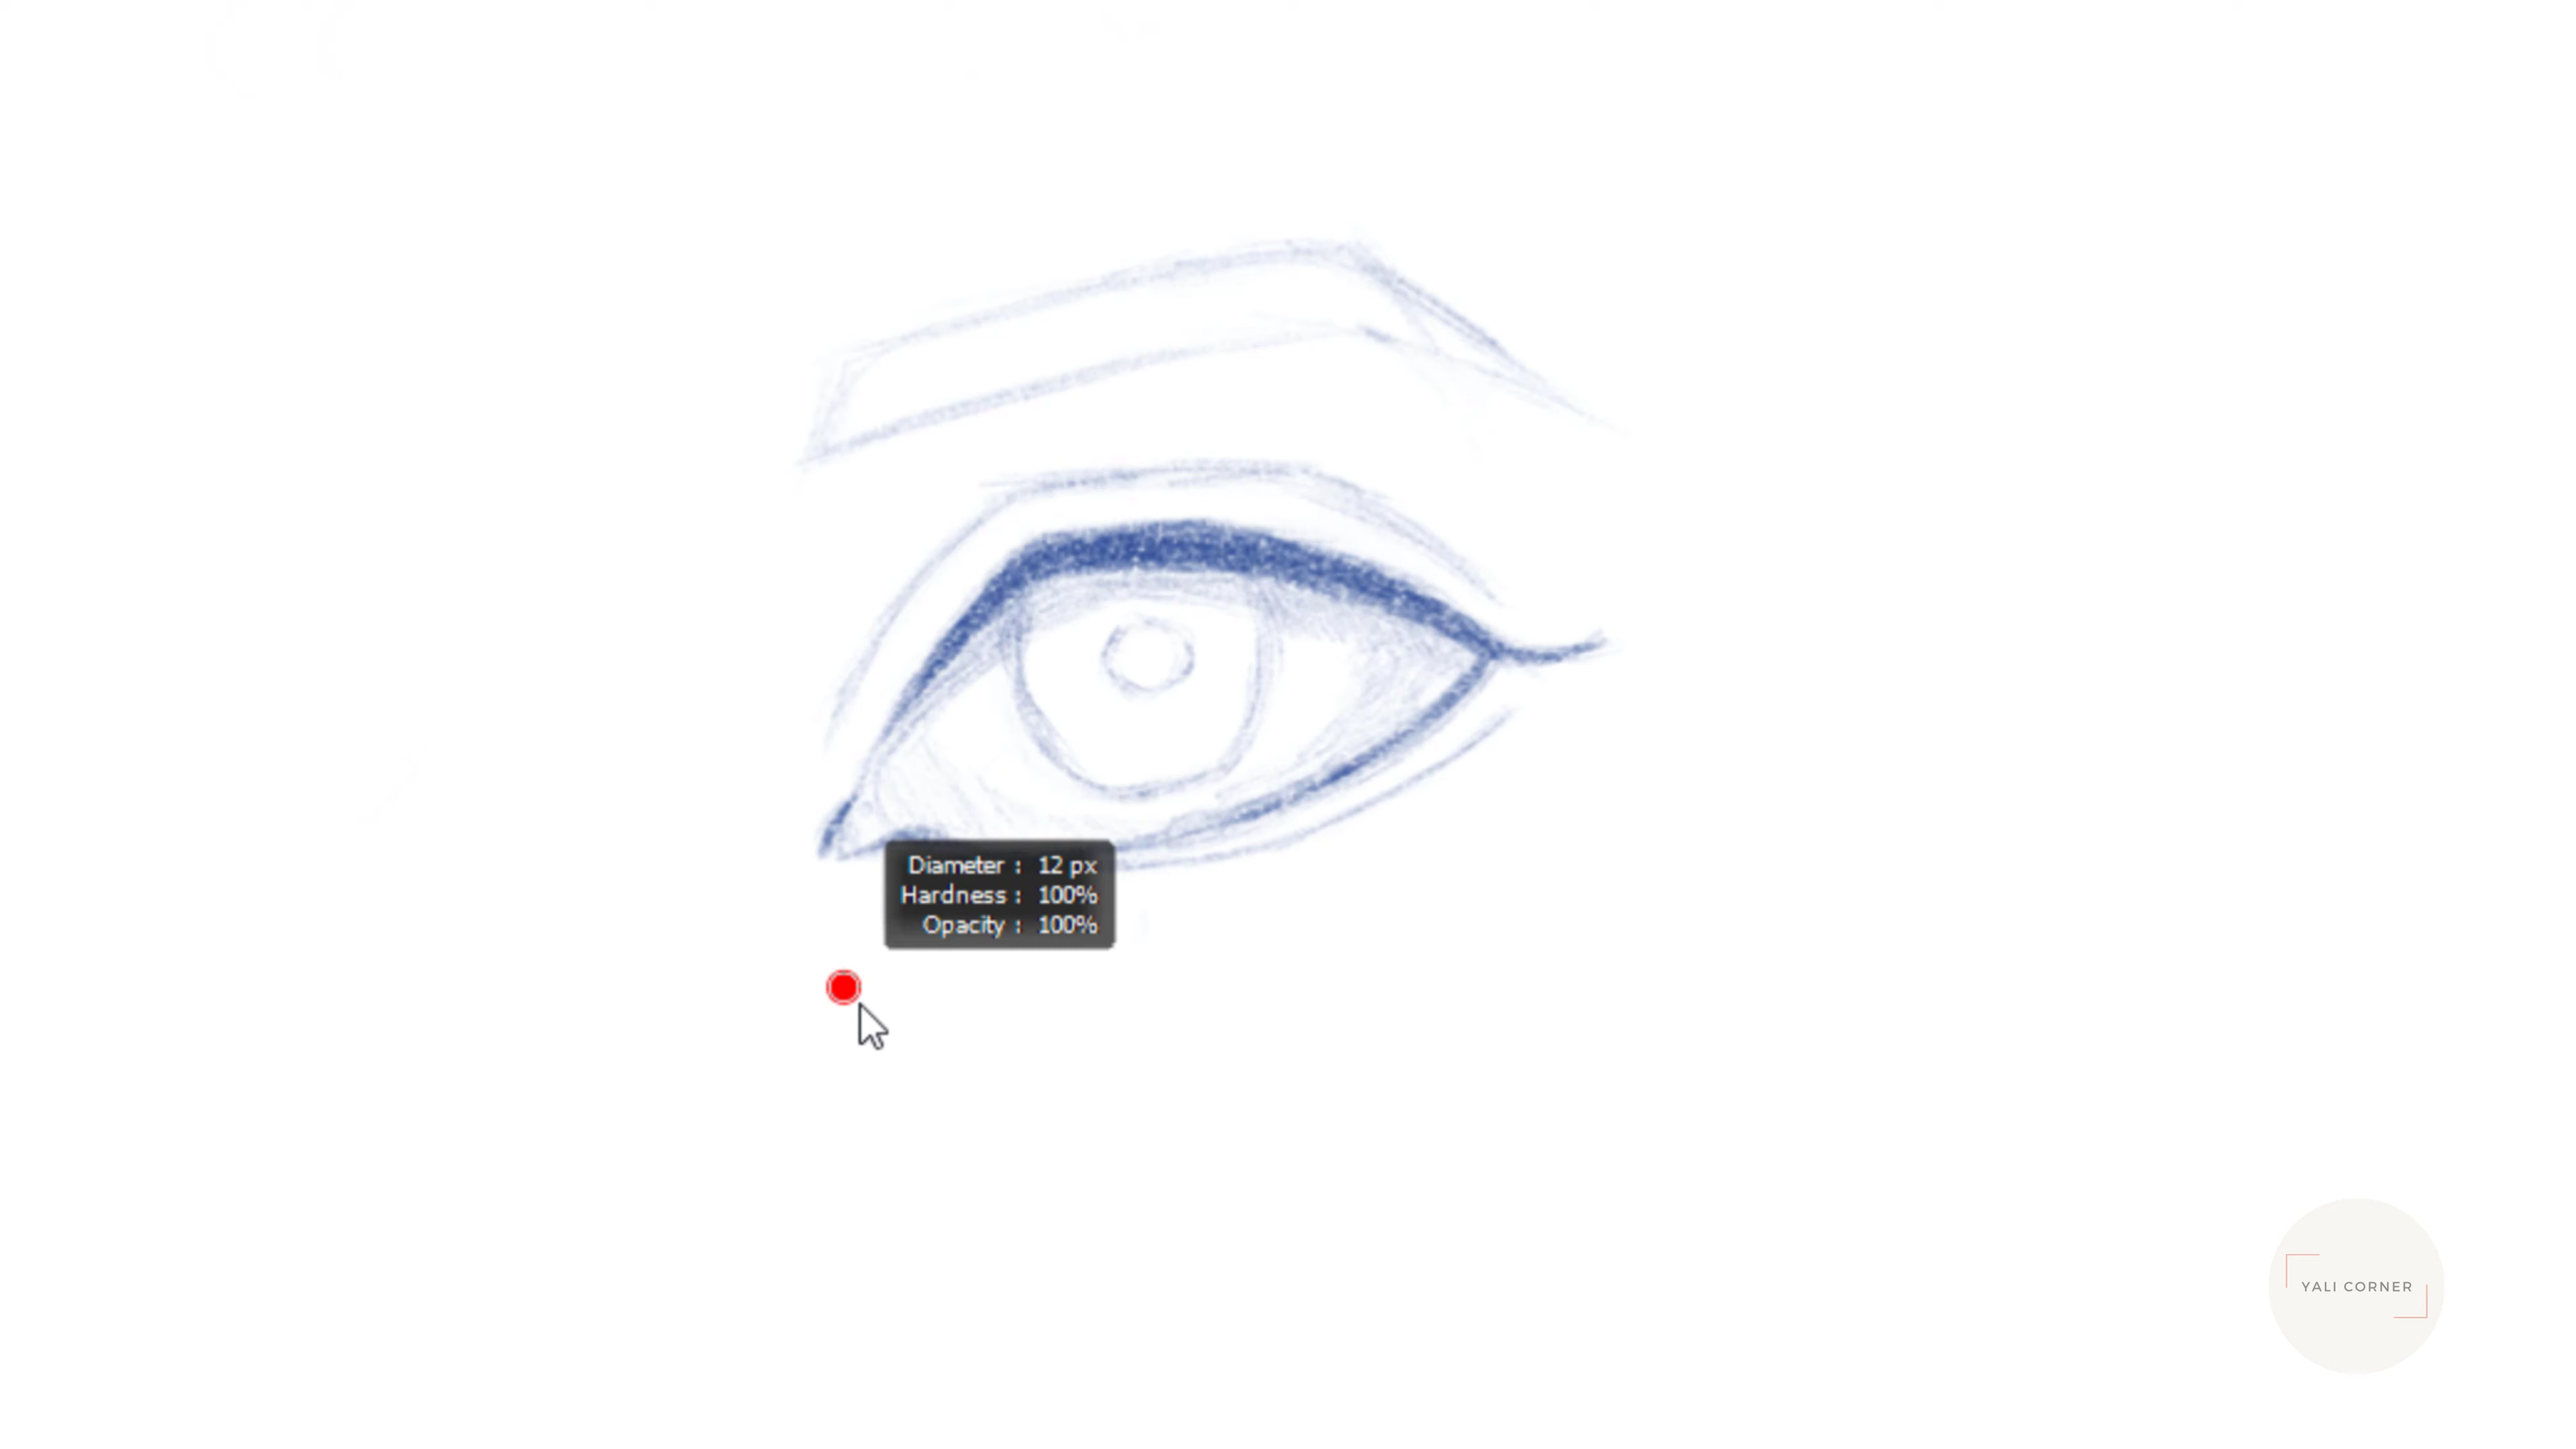 Diameter : 12 px
Hardness : 100%
Opacity : 100%
YALI CORNER